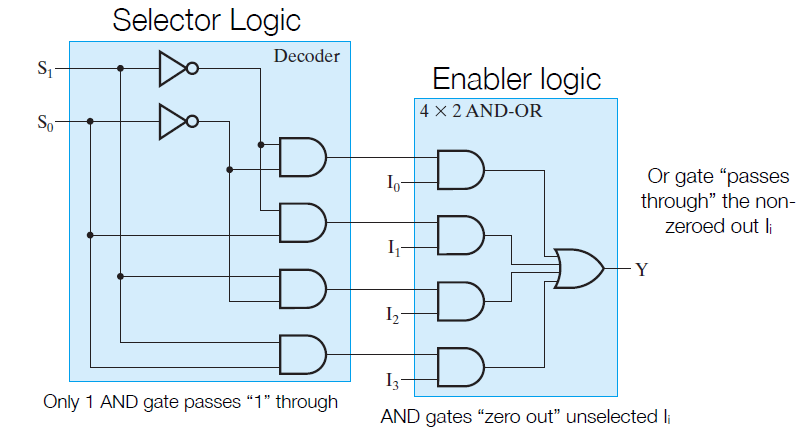 Selector Logic
Decoder
S1
S0
Enabler logic
4 × 2 AND-OR
I0
I1
I2
I3
Y
Or gate “passes
through” the non-
zeroed out Ii
Only 1 AND gate passes “1” through
AND gates “zero out” unselected Ii